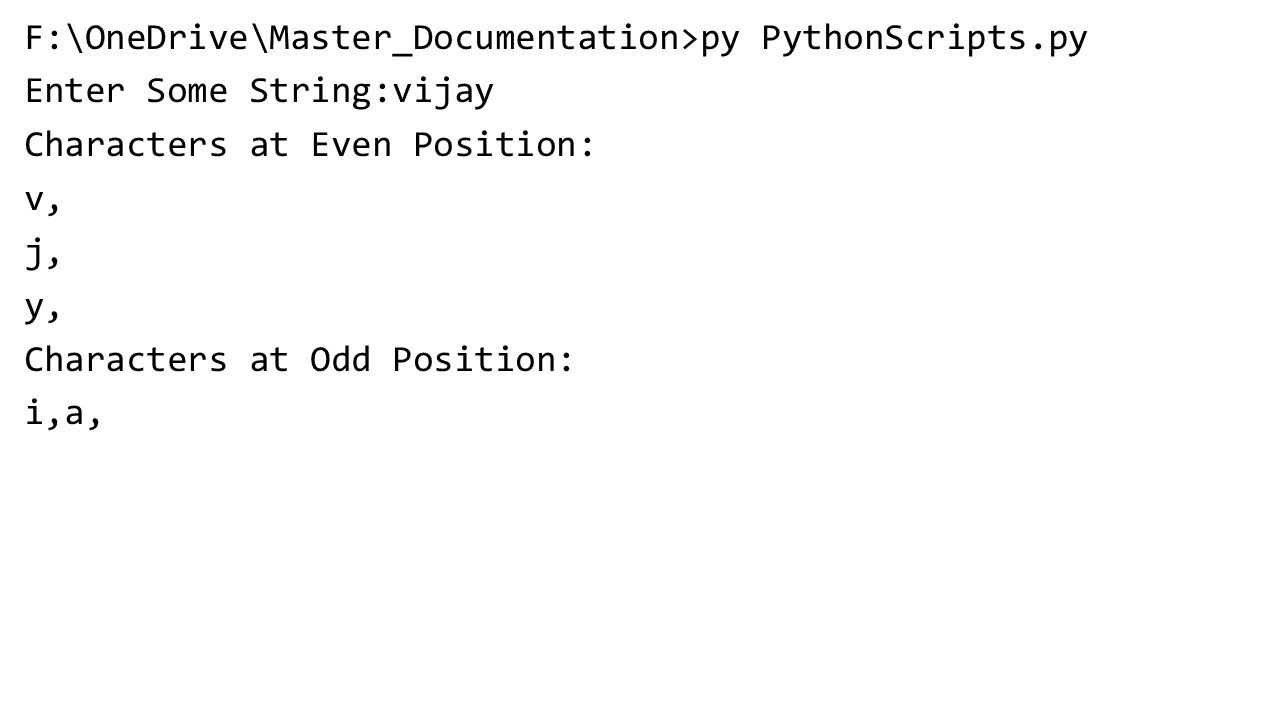 F:\OneDrive\Master_Documentation>py PythonScripts.py
Enter Some String:vijay
Characters at Even Position:
v,
j,
y,
Characters at Odd Position:
i,a,